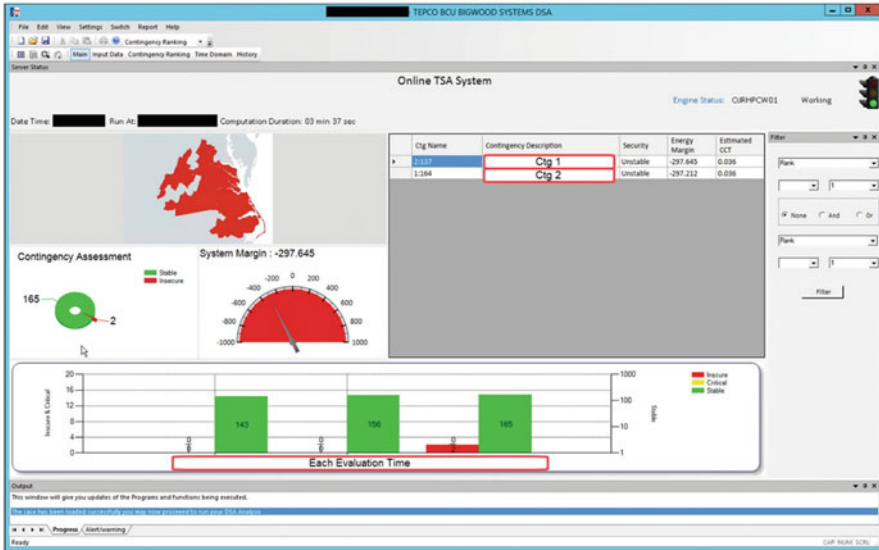 TEPCO BCU BIGWOOD SYSTEMS DSA
File Edit View Settings Switch Report Help
Contingency Ranking
Main Input Data Contingency Ranking Time Domain History
Server Status
Online TSA System
Engine Status: OJRHPCW01 Working
Date Time: Run At: Computation Duration: 03 min 37 sec
Ctg Name Contingency Description Security Energy Margin Estimated CCT
2:137 Ctg 1 Unstable -297.645 0.036
1:164 Ctg 2 Unstable -297.212 0.036
Filter
Rank
1
None And Or
Rank
1
Filter
Contingency Assessment
Stable
Insecure
165
2
System Margin : -297.645
-1000 -800 -600 -400 -200 0 200 400 600 800 1000
Insecure & Critical
20
16
12
8
4
0
0
0
143
0
0
156
0
2
165
1000
100
10
1
Stable
Insecure
Critical
Stable
Each Evaluation Time
Output
This window will give you updates of the Programs and functions being executed.
The case has been loaded successfully you may now proceed to run your DSA Analysis
Progress Alert/warning
Ready
CAP NUM SCRL